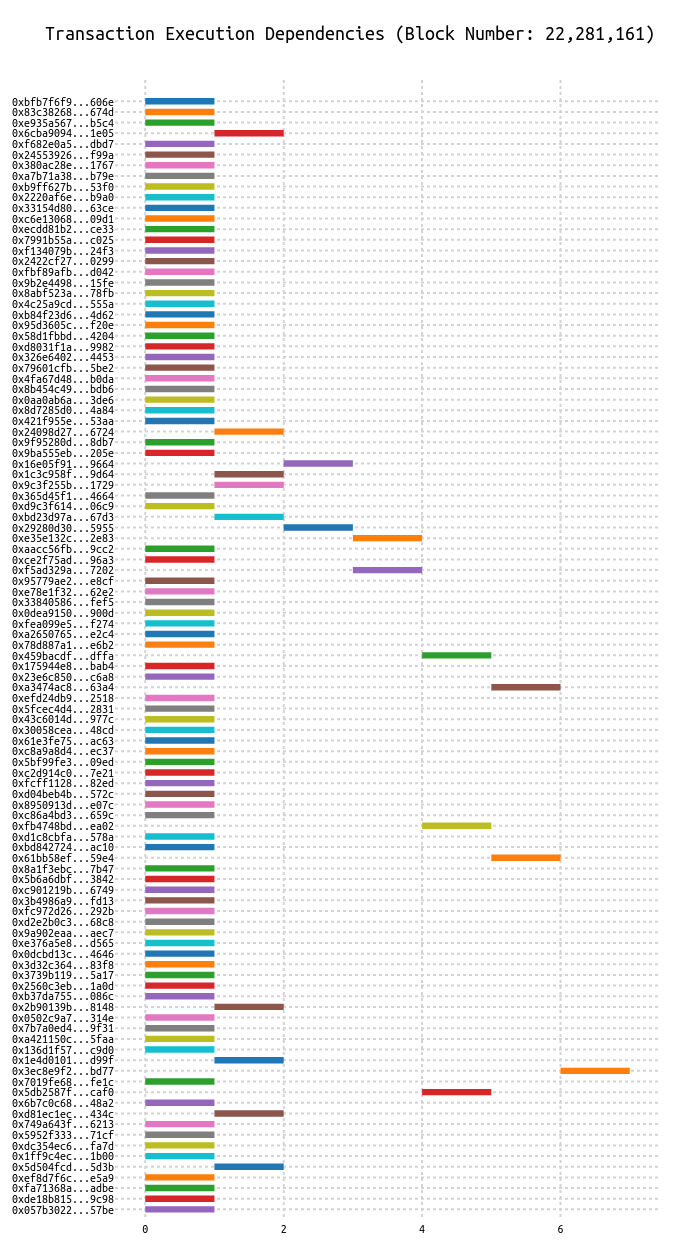 Transaction Execution Dependencies (Block Number: 22,281,161)
0xbfb7f6f9...606e
0x83c38268...674d
0xe935a567...b5c4
0x6cba9094...1e05
0xf682e0a5...dbd7
0x24553926...f99a
0x380ac28e...1767
0xa7b71a38...b79e
0xb9ff627b...53f0
0x2220af6e...b9a0
0x33154d80...63ce
0xc6e13068...09d1
0xecdd81b2...ce33
0x7991b55a...c025
0xf134079b...24f3
0x2422cf27...0299
0xfbf89afb...d042
0x9b2e4498...15fe
0x8abf523a...78fb
0x4c25a9cd...555a
0xb84f23d6...4d62
0x95d3605c...f20e
0x58d1fbbd...4204
0xd8031f1a...9982
0x326e6402...4453
0x79601cfb...5be2
0x4fa67d48...b0da
0x8b454c49...bdb6
0x0aa0ab6a...3de6
0x8d7285d0...4a84
0x421f955e...53aa
0x24098d27...6724
0x9f95280d...8db7
0x9ba555eb...205e
0x16e05f91...9664
0x1c3c958f...9d64
0x9c3f255b...1729
0x365d45f1...4664
0xd9c3f614...06c9
0xbd23d97a...67d3
0x29280d30...5955
0xe35e132c...2e83
0xaacc56fb...9cc2
0xce2f75ad...96a3
0xf5ad329a...7202
0x95779ae2...e8cf
0xe78e1f32...62e2
0x33840586...fef5
0x0dea9150...900d
0xfea099e5...f274
0xa2650765...e2c4
0x78d887a1...e6b2
0x459bacdf...dffa
0x175944e8...bab4
0x23e6c850...c6a8
0xa3474ac8...63a4
0xefd24db9...2518
0x5fcec4d4...2831
0x43c6014d...977c
0x30058cea...48cd
0x61e3fe75...ac63
0xc8a9a8d4...ec37
0x5bf99fe3...09ed
0xc2d914c0...7e21
0xfcff1128...82ed
0xd04beb4b...572c
0x8950913d...e07c
0xc86a4bd3...659c
0xfb4748bd...ea02
0xd1c8cbfa...578a
0xbd842724...ac10
0x61bb58ef...59e4
0x8a1f3ebc...7b47
0x5b6a6dbf...3842
0xc901219b...6749
0x3b4986a9...fd13
0xfc972d26...292b
0xd2e2b0c3...68c8
0x9a902eaa...aec7
0xe376a5e8...d565
0x0dcbd13c...4646
0x3d32c364...83f8
0x3739b119...5a17
0x2560c3eb...1a0d
0xb37da755...086c
0x2b90139b...8148
0x0502c9a7...314e
0x7b7a0ed4...9f31
0xa421150c...5faa
0x136d1f57...c9d0
0x1e4d0101...d99f
0x3ec8e9f2...bd77
0x7019fe68...fe1c
0x5db2587f...caf0
0x6b7c0c68...48a2
0xd81ec1ec...434c
0x749a643f...6213
0x5952f333...71cf
0xdc354ec6...fa7d
0x1ff9c4ec...1b00
0x5d504fcd...5d3b
0xef8d7f6c...e5a9
0xfa71368a...adbe
0xde18b815...9c98
0x057b3022...57be
0 2 4 6